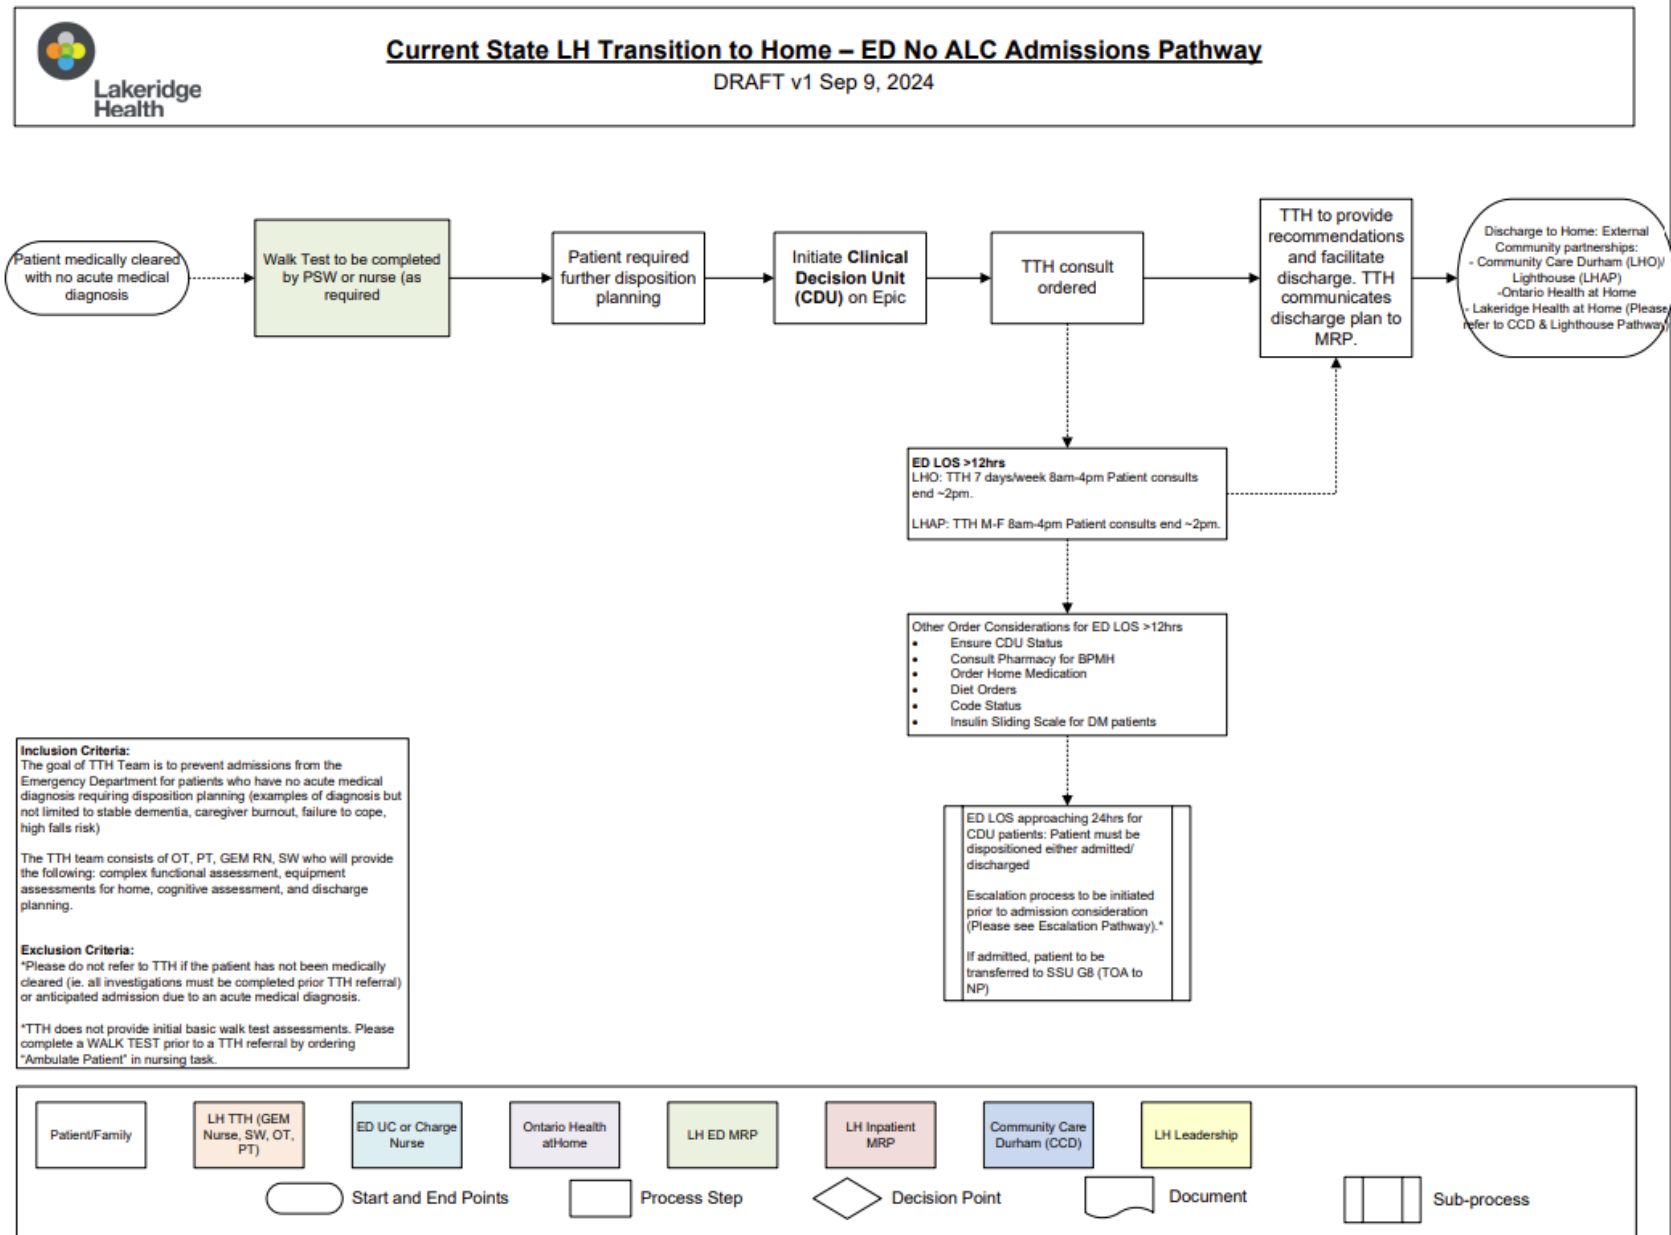 Lakeridge
Health
Current State LH Transition to Home – ED No ALC Admissions Pathway
DRAFT v1 Sep 9, 2024
Patient medically cleared
with no acute medical
diagnosis
Walk Test to be completed
by PSW or nurse (as
required
Patient required
further disposition
planning
Initiate Clinical
Decision Unit
(CDU) on Epic
TTH consult
ordered
TTH to provide
recommendations
and facilitate
discharge. TTH
communicates
discharge plan to
MRP.
Discharge to Home: External
Community partnerships:
- Community Care Durham (LHO)/
Lighthouse (LHAP)
-Ontario Health at Home
- Lakeridge Health at Home (Please
refer to CCD & Lighthouse Pathway)
ED LOS >12hrs
LHO: TTH 7 days/week 8am-4pm Patient consults
end ~2pm.
LHAP: TTH M-F 8am-4pm Patient consults end ~2pm.
Other Order Considerations for ED LOS >12hrs
• Ensure CDU Status
• Consult Pharmacy for BPMH
• Order Home Medication
• Diet Orders
• Code Status
• Insulin Sliding Scale for DM patients
ED LOS approaching 24hrs for
CDU patients: Patient must be
dispositioned either admitted/
discharged
Escalation process to be initiated
prior to admission consideration
(Please see Escalation Pathway).*
If admitted, patient to be
transferred to SSU G8 (TOA to
NP)
Inclusion Criteria:
The goal of TTH Team is to prevent admissions from the
Emergency Department for patients who have no acute medical
diagnosis requiring disposition planning (examples of diagnosis but
not limited to stable dementia, caregiver burnout, failure to cope,
high falls risk)
The TTH team consists of OT, PT, GEM RN, SW who will provide
the following: complex functional assessment, equipment
assessments for home, cognitive assessment, and discharge
planning.
Exclusion Criteria:
*Please do not refer to TTH if the patient has not been medically
cleared (ie. all investigations must be completed prior TTH referral)
or anticipated admission due to an acute medical diagnosis.
*TTH does not provide initial basic walk test assessments. Please
complete a WALK TEST prior to a TTH referral by ordering
"Ambulate Patient" in nursing task.
Patient/Family
LH TTH (GEM
Nurse, SW, OT,
PT)
ED UC or Charge
Nurse
Ontario Health
atHome
LH ED MRP
LH Inpatient
MRP
Community Care
Durham (CCD)
LH Leadership
Start and End Points
Process Step
Decision Point
Document
Sub-process